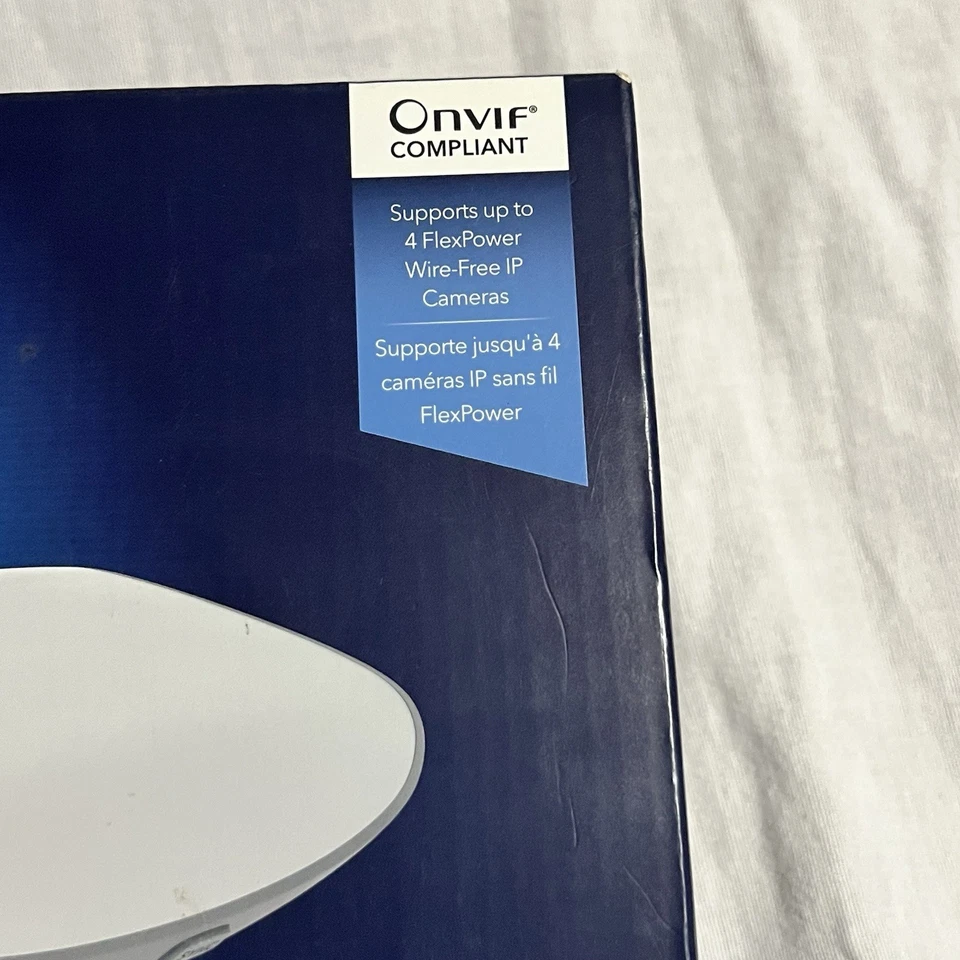 Onvif®
COMPLIANT
Supports up to
4 FlexPower
Wire-Free IP
Cameras
Supporte jusqu'à 4
caméras IP sans fil
FlexPower